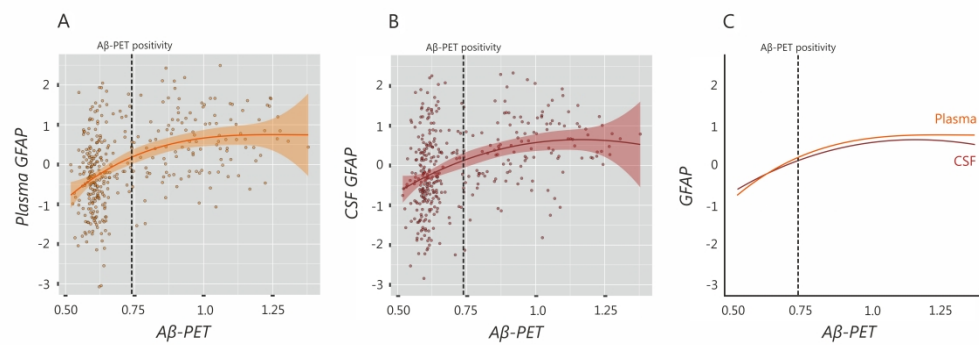 A
Aβ-PET positivity
Plasma GFAP
2
1
0
-1
-2
-3
0.50
0.75
1.0
1.25
Aβ-PET
B
Aβ-PET positivity
CSF GFAP
2
1
0
-1
-2
-3
0.50
0.75
1.0
1.25
Aβ-PET
C
Aβ-PET positivity
GFAP
2
1
0
-1
-2
-3
Plasma
CSF
0.50
0.75
1.0
1.25
Aβ-PET